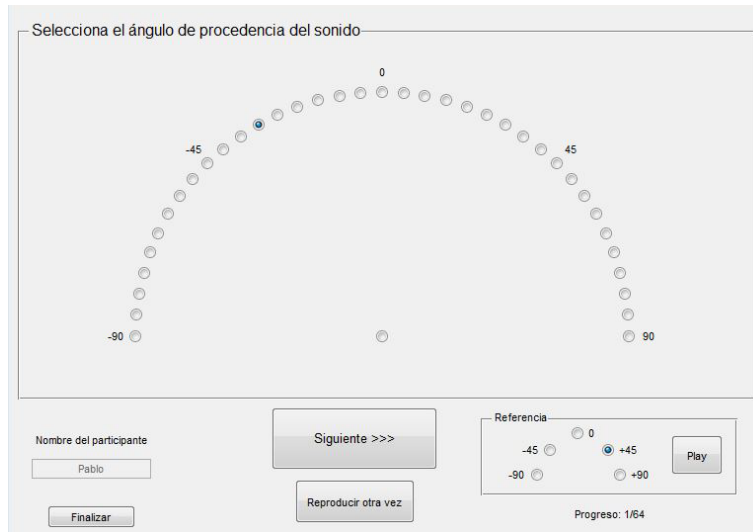 Selecciona el ángulo de procedencia del sonido
0
-45
45
-90
90
Nombre del participante
Pablo
Finalizar
Siguiente >>>
Reproducir otra vez
Referencia
0
-45
+45
-90
+90
Play
Progreso: 1/64